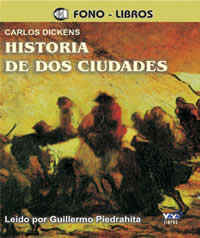 FONO - LIBROS
CARLOS DICKENS
HISTORIA
DE DOS CIUDADES
Leído por Guillermo Piedrahita